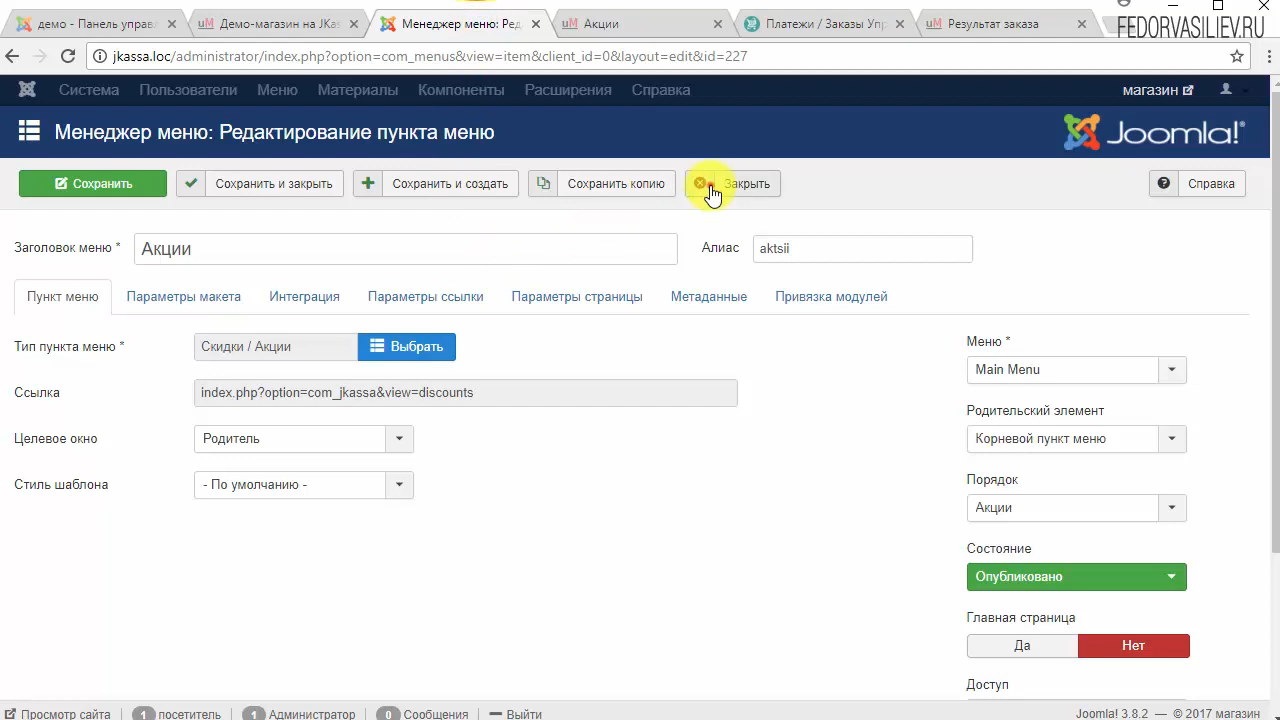 демо - Панель управл
Демо-магазин на JKas
Менеджер меню: Ред
Акции
Платежи / Заказы Упр
Результат заказа
FEDORVASILIEV.RU
jkassa.loc/administrator/index.php?option=com_menus&view=item&client_id=0&layout=edit&id=227
Система Пользователи Меню Материалы Компоненты Расширения Справка магазин
Менеджер меню: Редактирование пункта меню Joomla!®
Сохранить Сохранить и закрыть Сохранить и создать Сохранить копию Закрыть Справка
Заголовок меню * Акции Алиас aktsii
Пункт меню Параметры макета Интеграция Параметры ссылки Параметры страницы Метаданные Привязка модулей
Тип пункта меню * Скидки / Акции Выбрать
Ссылка index.php?option=com_jkassa&view=discounts
Целевое окно Родитель
Стиль шаблона - По умолчанию -
Меню *
Main Menu
Родительский элемент
Корневой пункт меню
Порядок
Акции
Состояние
Опубликовано
Главная страница
Да Нет
Доступ
Просмотр сайта 1 посетитель 1 Администратор 0 Сообщения Выйти Joomla! 3.8.2 — © 2017 магазин